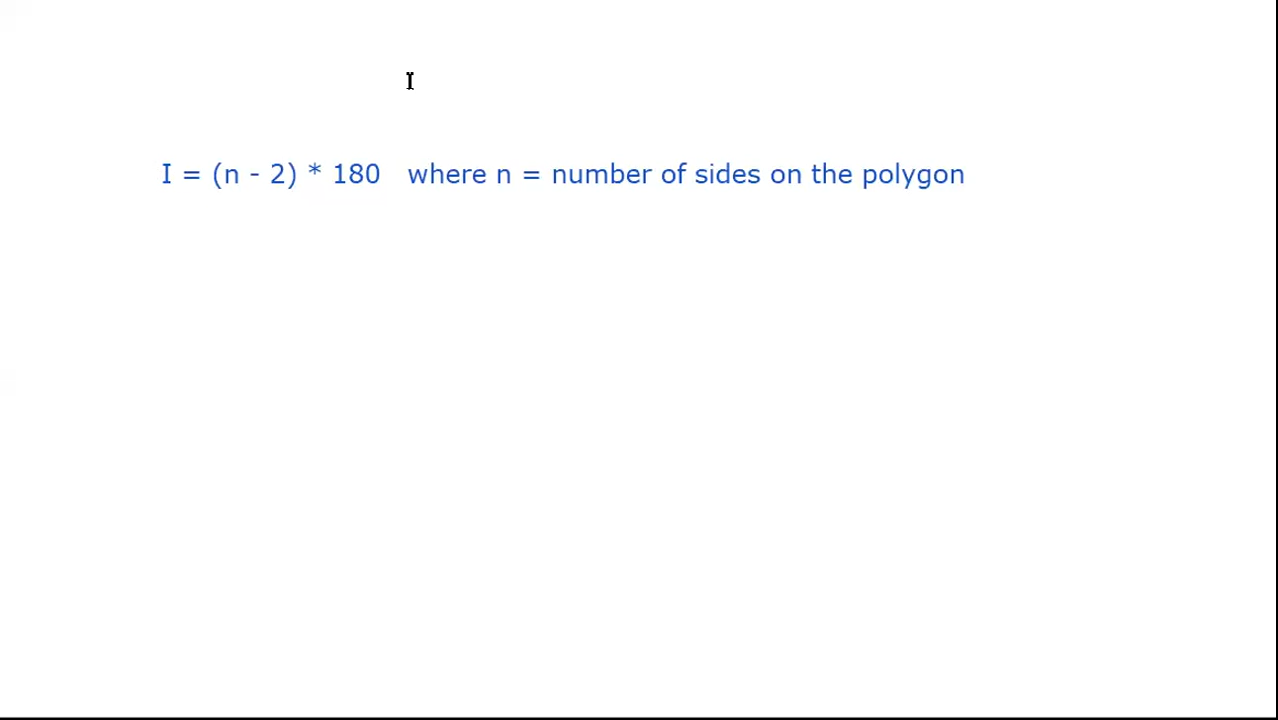 I = (n - 2) * 180 where n = number of sides on the polygon